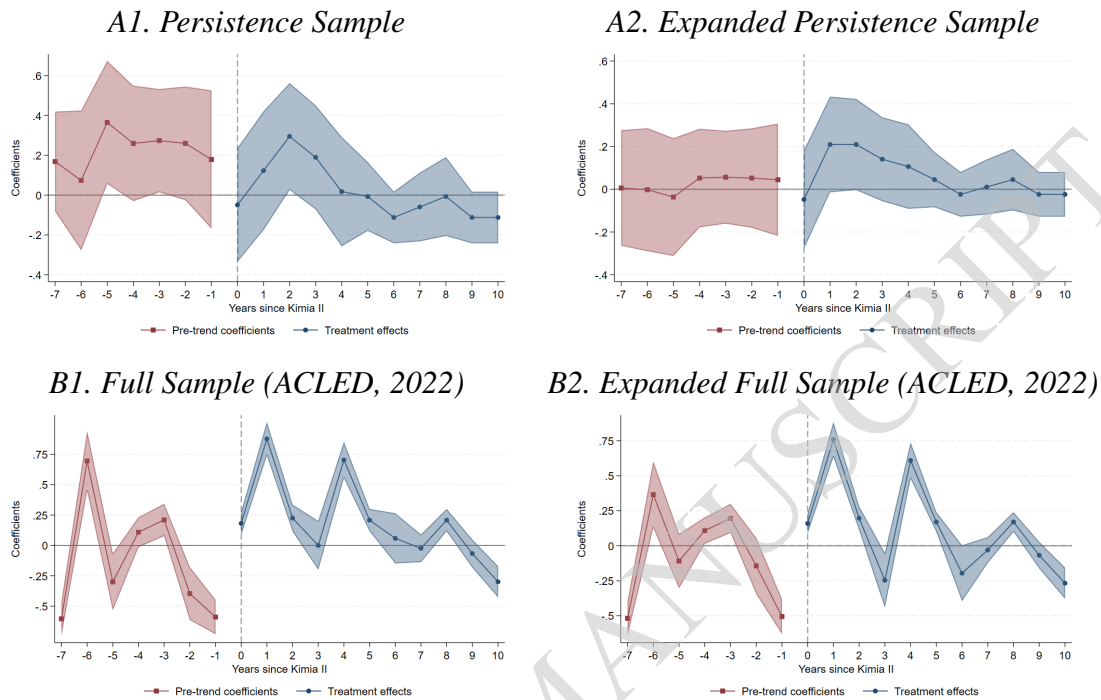 A1. Persistence Sample
Coefficients
.6
.4
.2
0
-.2
-.4
-7 -6 -5 -4 -3 -2 -1 0 1 2 3 4 5 6 7 8 9 10
Years since Kimia II
Pre-trend coefficients Treatment effects
A2. Expanded Persistence Sample
Coefficients
.6
.4
.2
0
-.2
-.4
-7 -6 -5 -4 -3 -2 -1 0 1 2 3 4 5 6 7 8 9 10
Years since Kimia II
Pre-trend coefficients Treatment effects
B1. Full Sample (ACLED, 2022)
Coefficients
.75
.5
.25
0
-.25
-.5
-7 -6 -5 -4 -3 -2 -1 0 1 2 3 4 5 6 7 8 9 10
Years since Kimia II
Pre-trend coefficients Treatment effects
B2. Expanded Full Sample (ACLED, 2022)
Coefficients
.75
.5
.25
0
-.25
-.5
-7 -6 -5 -4 -3 -2 -1 0 1 2 3 4 5 6 7 8 9 10
Years since Kimia II
Pre-trend coefficients Treatment effects
MANUSCRIPT